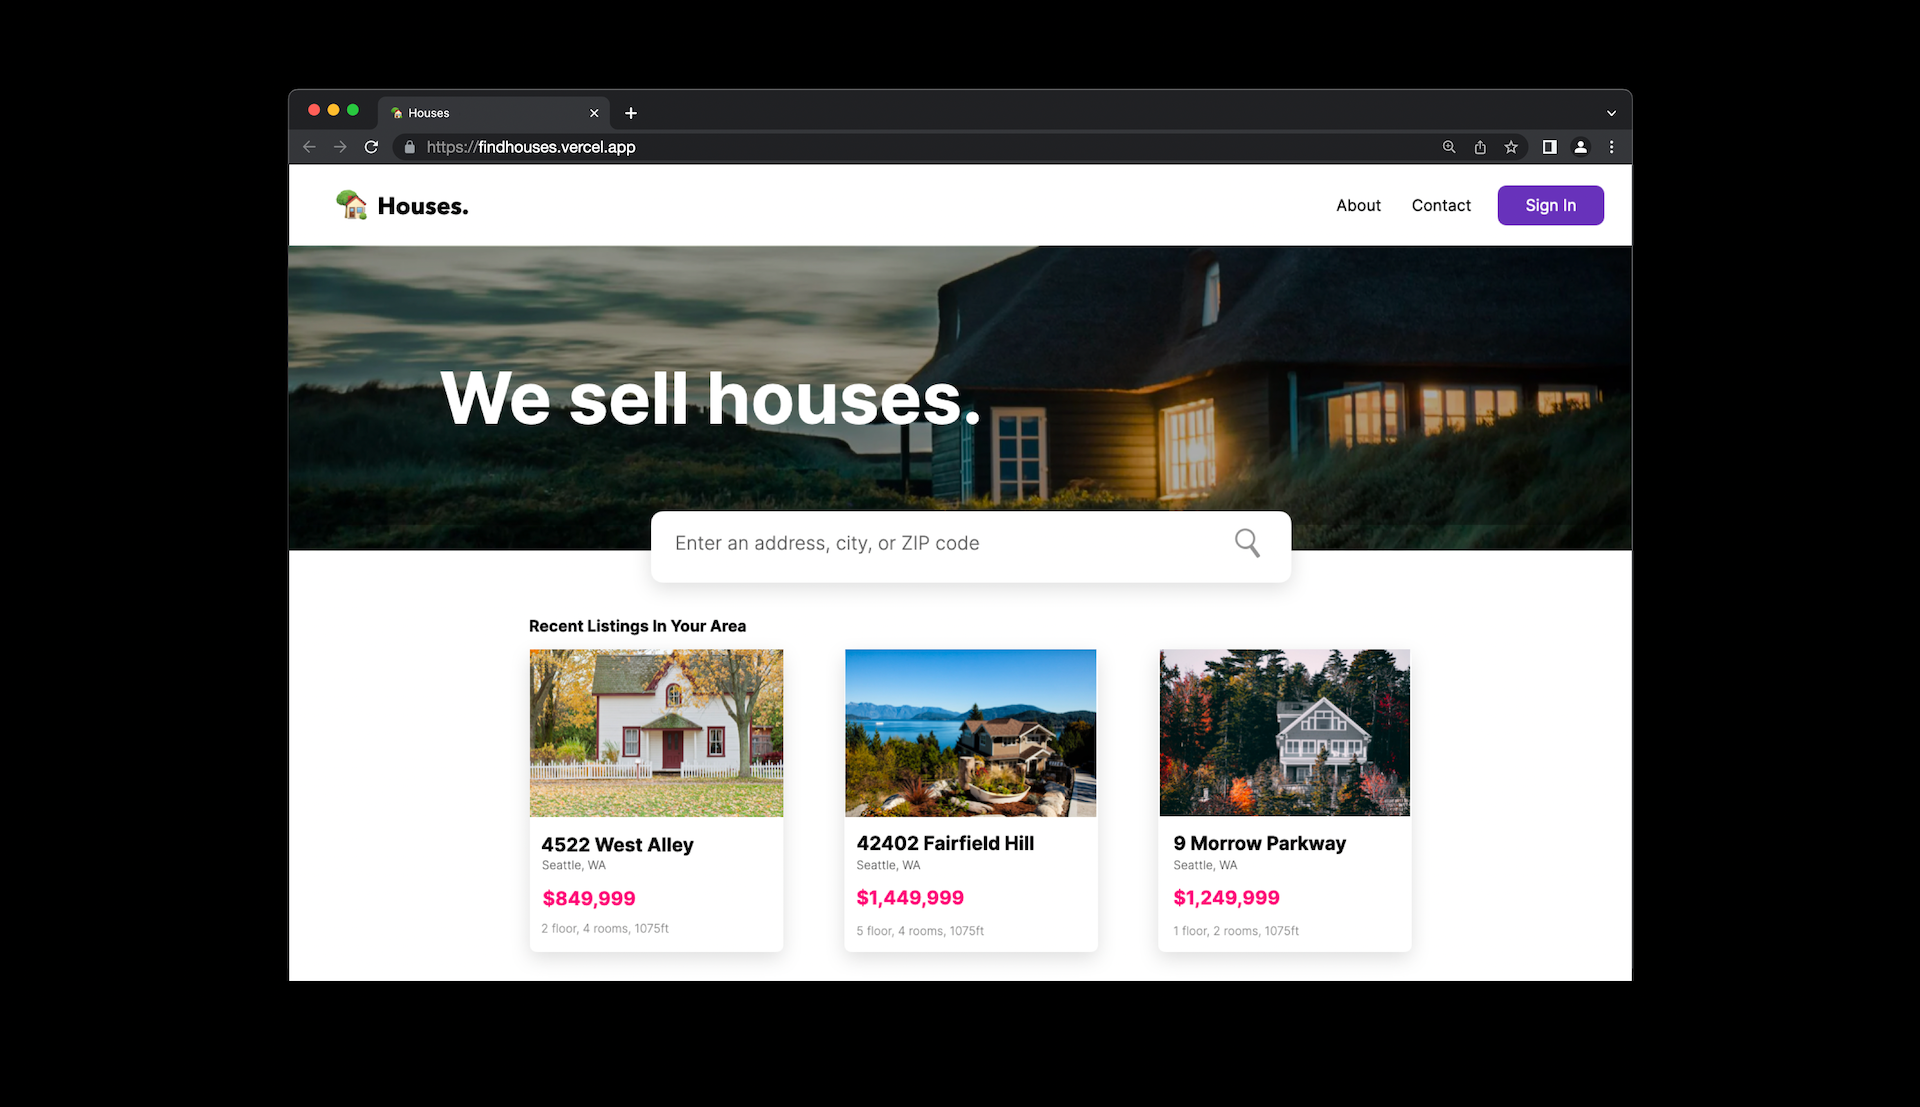 Houses
https://findhouses.vercel.app
Houses.
About Contact Sign In
We sell houses.
Enter an address, city, or ZIP code
Recent Listings In Your Area
4522 West Alley
Seattle, WA
$849,999
2 floor, 4 rooms, 1075ft
42402 Fairfield Hill
Seattle, WA
$1,449,999
5 floor, 4 rooms, 1075ft
9 Morrow Parkway
Seattle, WA
$1,249,999
1 floor, 2 rooms, 1075ft